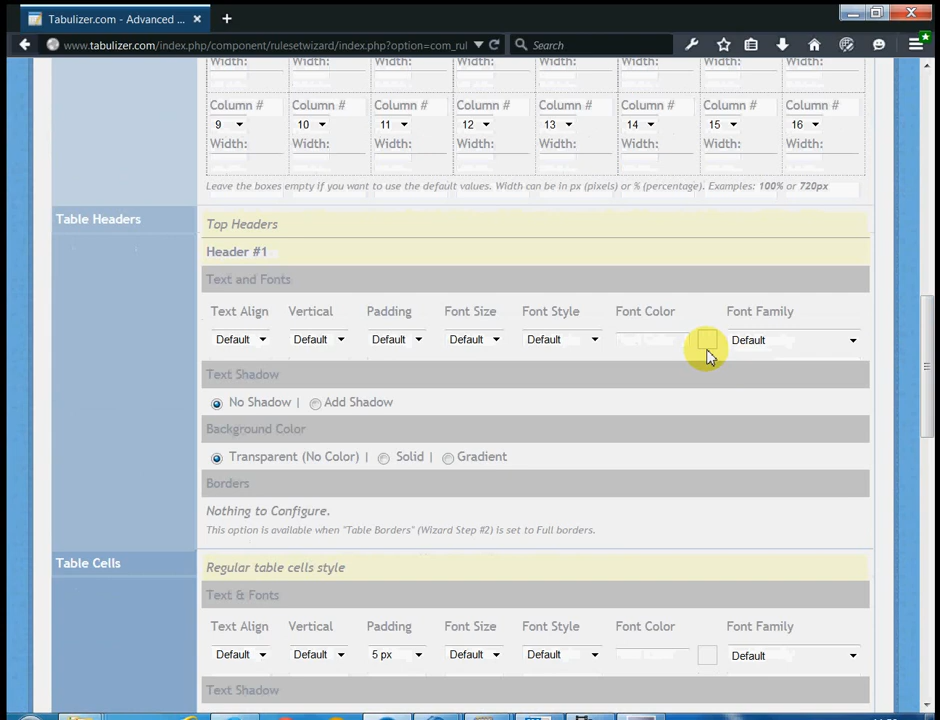 Tabulizer.com - Advanced ...
www.tabulizer.com/index.php/component/rulesetwizard/index.php?option=com_rul
Search
Width: Width: Width: Width: Width: Width: Width: Width:
Column # Column # Column # Column # Column # Column # Column # Column #
9 10 11 12 13 14 15 16
Width: Width: Width: Width: Width: Width: Width: Width:
Leave the boxes empty if you want to use the default values. Width can be in px (pixels) or % (percentage). Examples: 100% or 720px
Table Headers
Top Headers
Header #1
Text and Fonts
Text Align Vertical Padding Font Size Font Style Font Color Font Family
Default Default Default Default Default Default
Text Shadow
No Shadow | Add Shadow
Background Color
Transparent (No Color) | Solid | Gradient
Borders
Nothing to Configure.
This option is available when "Table Borders" (Wizard Step #2) is set to Full borders.
Table Cells
Regular table cells style
Text & Fonts
Text Align Vertical Padding Font Size Font Style Font Color Font Family
Default Default 5 px Default Default Default
Text Shadow